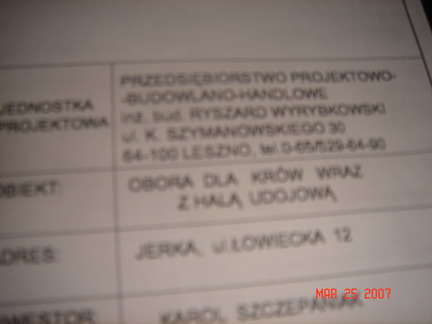 PRZEDSIĘBIORSTWO PROJEKTOWO-
JEDNOSTKA
PROJEKTOWA
-BUDOWLANO-HANDLOWE
inż. bud. RYSZARD WYRYBKOWSKI
ul. K. SZYMANOWSKIEGO 30
64-100 LESZNO, tel. 0-65/529-64-90
OBIEKT: OBORA DLA KRÓW WRAZ
Z HALĄ UDOJOWĄ
ADRES: JERKA, ul.ŁOWIECKA 12
INWESTOR: KAROL SZCZEPANIAK
MAR 25 2007